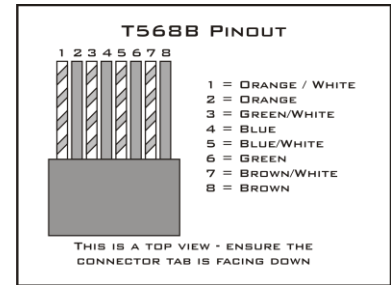 T568B PINOUT
1 2 3 4 5 6 7 8
1 = ORANGE / WHITE
2 = ORANGE
3 = GREEN/WHITE
4 = BLUE
5 = BLUE/WHITE
6 = GREEN
7 = BROWN/WHITE
8 = BROWN
THIS IS A TOP VIEW - ENSURE THE
CONNECTOR TAB IS FACING DOWN